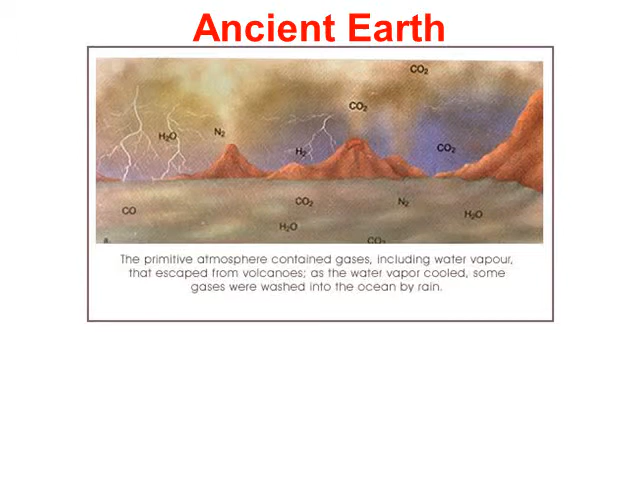 Ancient Earth
CO₂
CO₂
H₂O
N₂
H₂
CO₂
CO
CO₂
N₂
H₂O
H₂O
CO₂
a
The primitive atmosphere contained gases, including water vapour,
that escaped from volcanoes; as the water vapor cooled, some
gases were washed into the ocean by rain.